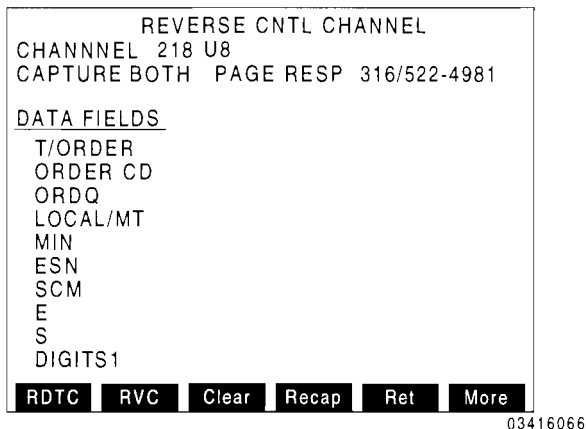 REVERSE CNTL CHANNEL
CHANNNEL 218 U8
CAPTURE BOTH PAGE RESP 316/522-4981
DATA FIELDS
T/ORDER
ORDER CD
ORDQ
LOCAL/MT
MIN
ESN
SCM
E
S
DIGITS1
RDTC RVC Clear Recap Ret More
03416066